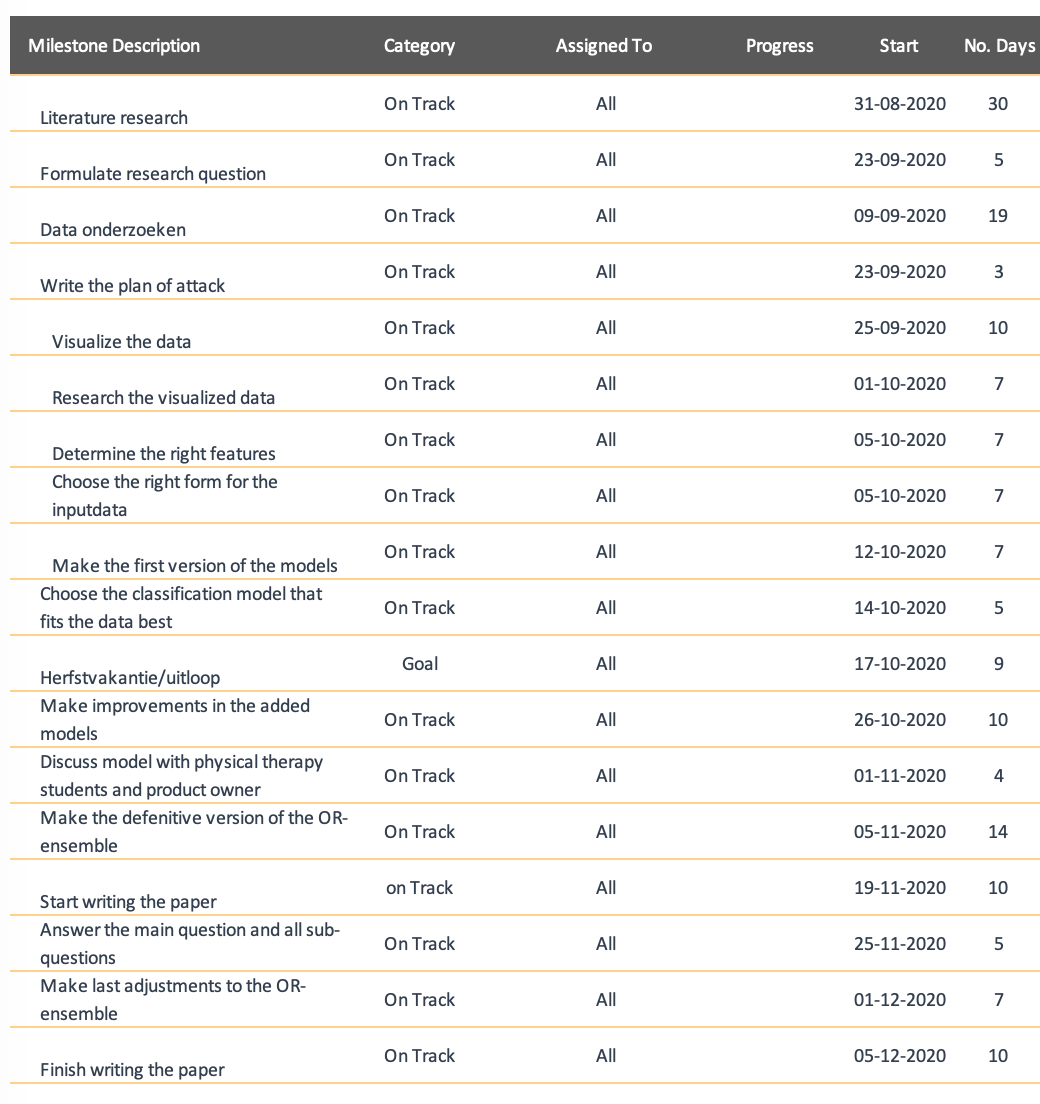 Milestone Description Category Assigned To Progress Start No. Days
Literature research On Track All 31-08-2020 30
Formulate research question On Track All 23-09-2020 5
Data onderzoeken On Track All 09-09-2020 19
Write the plan of attack On Track All 23-09-2020 3
Visualize the data On Track All 25-09-2020 10
Research the visualized data On Track All 01-10-2020 7
Determine the right features On Track All 05-10-2020 7
Choose the right form for the
inputdata On Track All 05-10-2020 7
Make the first version of the models On Track All 12-10-2020 7
Choose the classification model that
fits the data best On Track All 14-10-2020 5
Herfstvakantie/uitloop Goal All 17-10-2020 9
Make improvements in the added
models On Track All 26-10-2020 10
Discuss model with physical therapy
students and product owner On Track All 01-11-2020 4
Make the defenitive version of the OR-
ensemble On Track All 05-11-2020 14
Start writing the paper on Track All 19-11-2020 10
Answer the main question and all sub-
questions On Track All 25-11-2020 5
Make last adjustments to the OR-
ensemble On Track All 01-12-2020 7
Finish writing the paper On Track All 05-12-2020 10